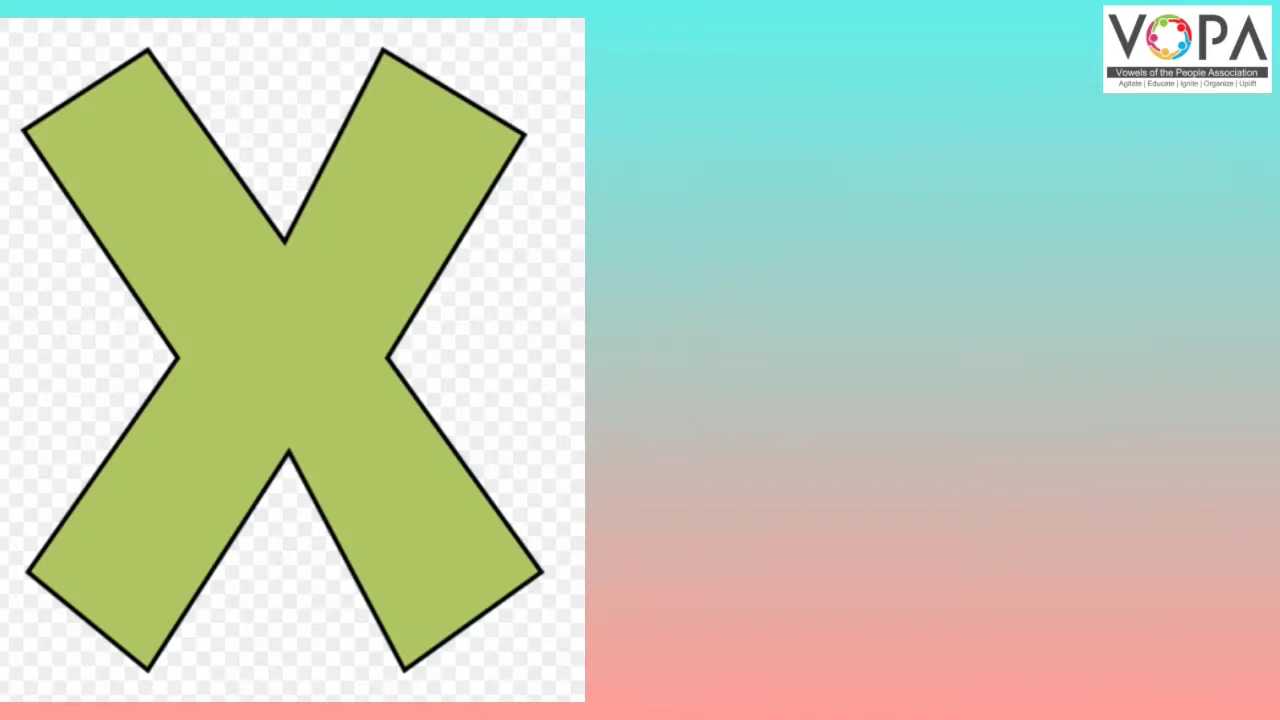 X
VOPA
Vowels of the People Association
Agitate | Educate | Ignite | Organize | Uplift